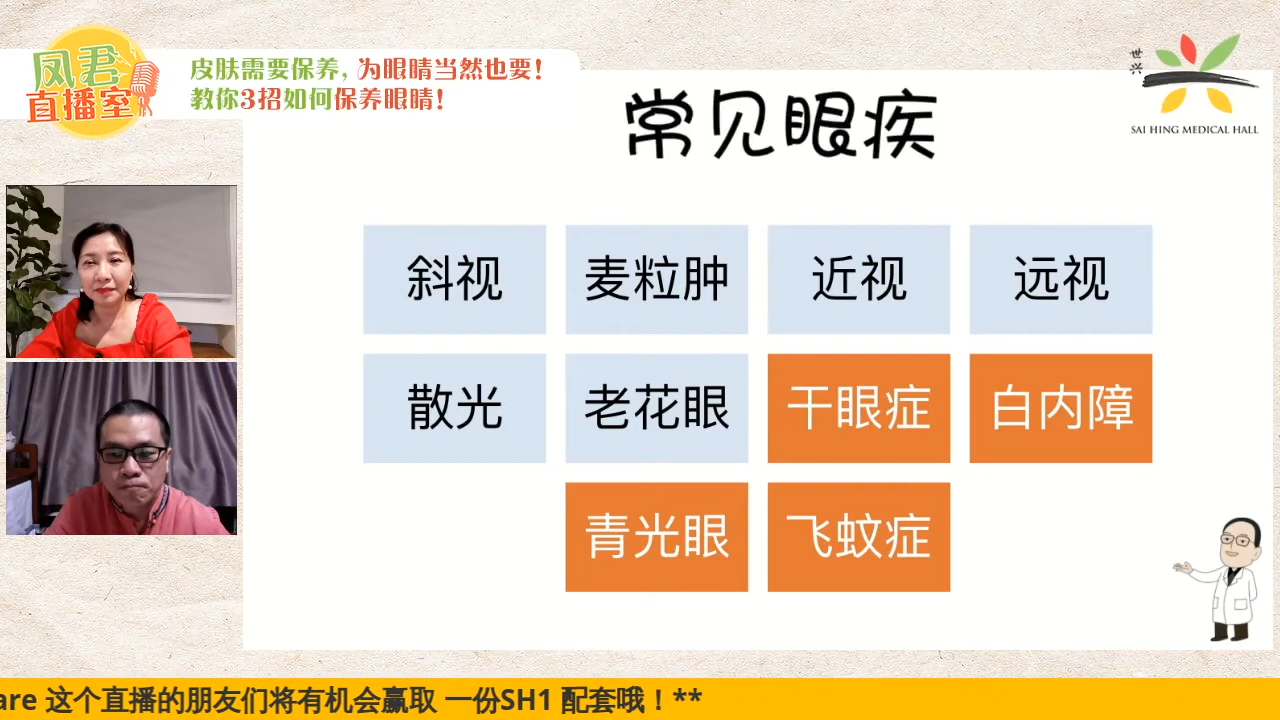 凤君
直播室
皮肤需要保养, 为眼睛当然也要!
教你3招如何保养眼睛!
世兴
SAI HING MEDICAL HALL
常见眼疾
斜视
麦粒肿
近视
远视
散光
老花眼
干眼症
白内障
青光眼
飞蚊症
are 这个直播的朋友们将有机会赢取 一份SH1 配套哦！**